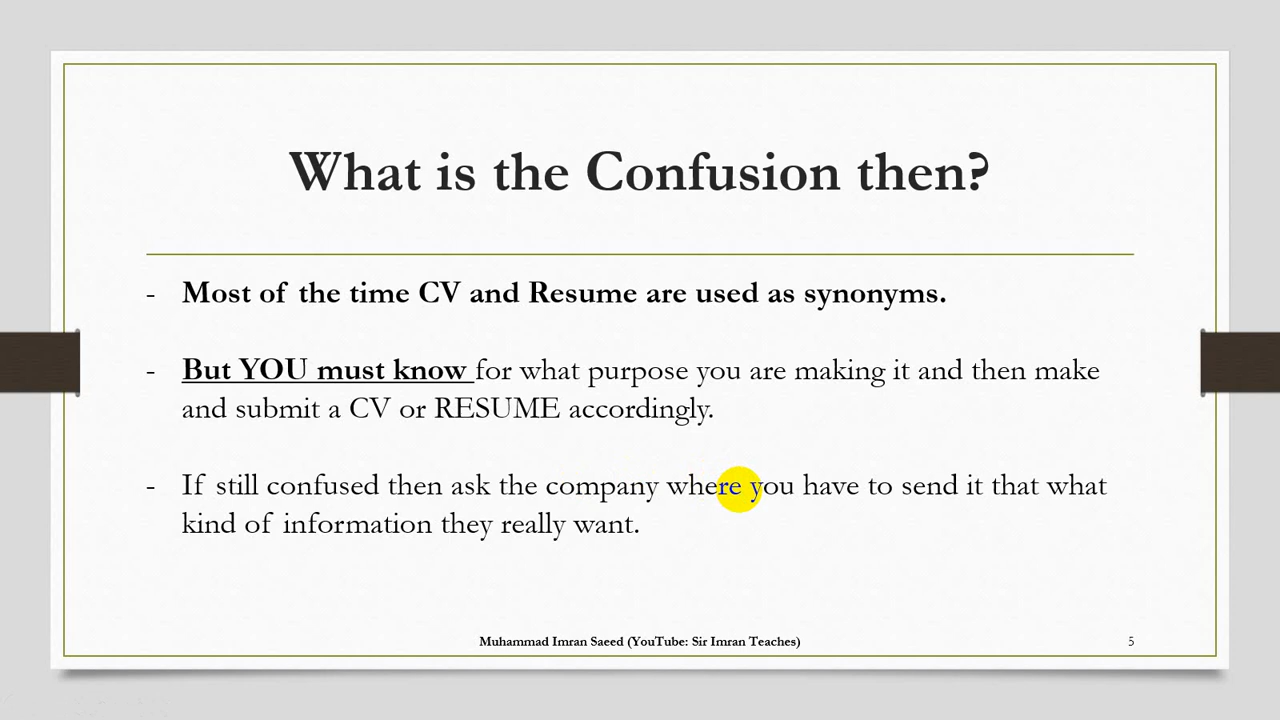 What is the Confusion then?
- Most of the time CV and Resume are used as synonyms.
- But YOU must know for what purpose you are making it and then make
and submit a CV or RESUME accordingly.
- If still confused then ask the company where you have to send it that what
kind of information they really want.
Muhammad Imran Saeed (YouTube: Sir Imran Teaches)
5